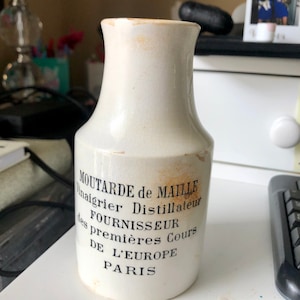 MOUTARDE de MAILLE
Vinaigrier Distillateur
FOURNISSEUR
des premières Cours
DE L'EUROPE
PARIS